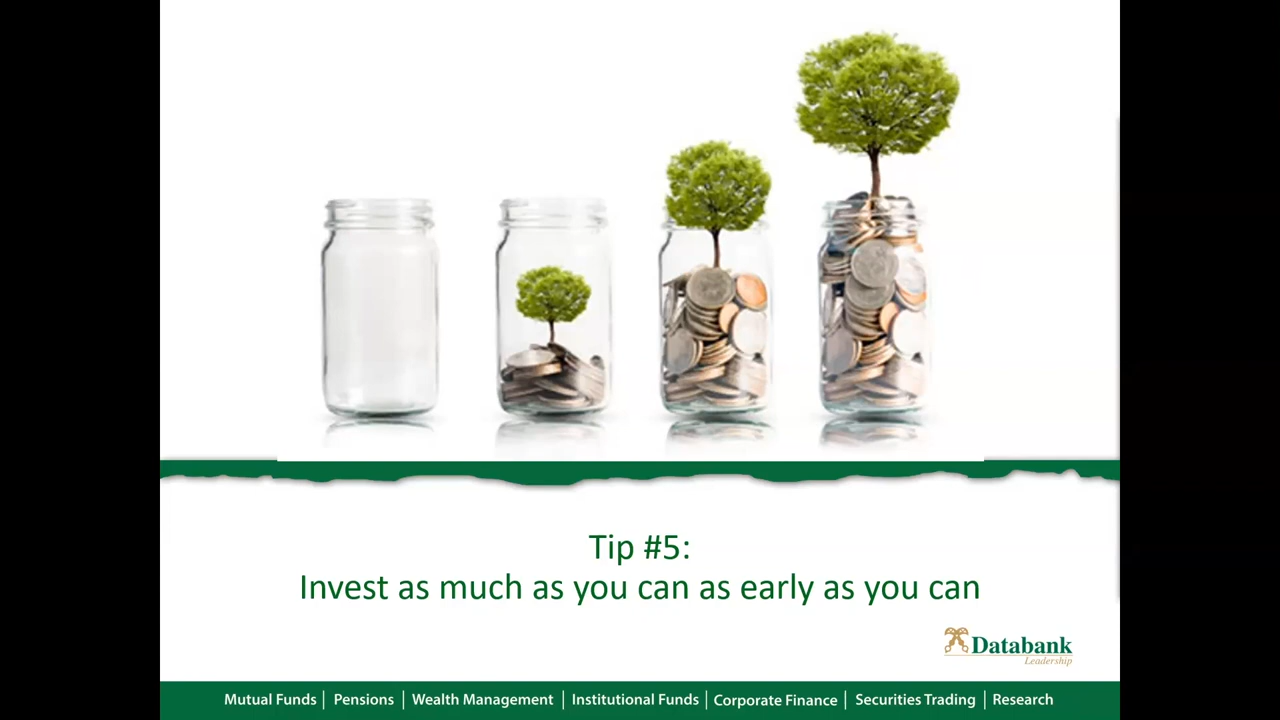 Tip #5:
Invest as much as you can as early as you can
Databank
Leadership
Mutual Funds | Pensions | Wealth Management | Institutional Funds | Corporate Finance | Securities Trading | Research